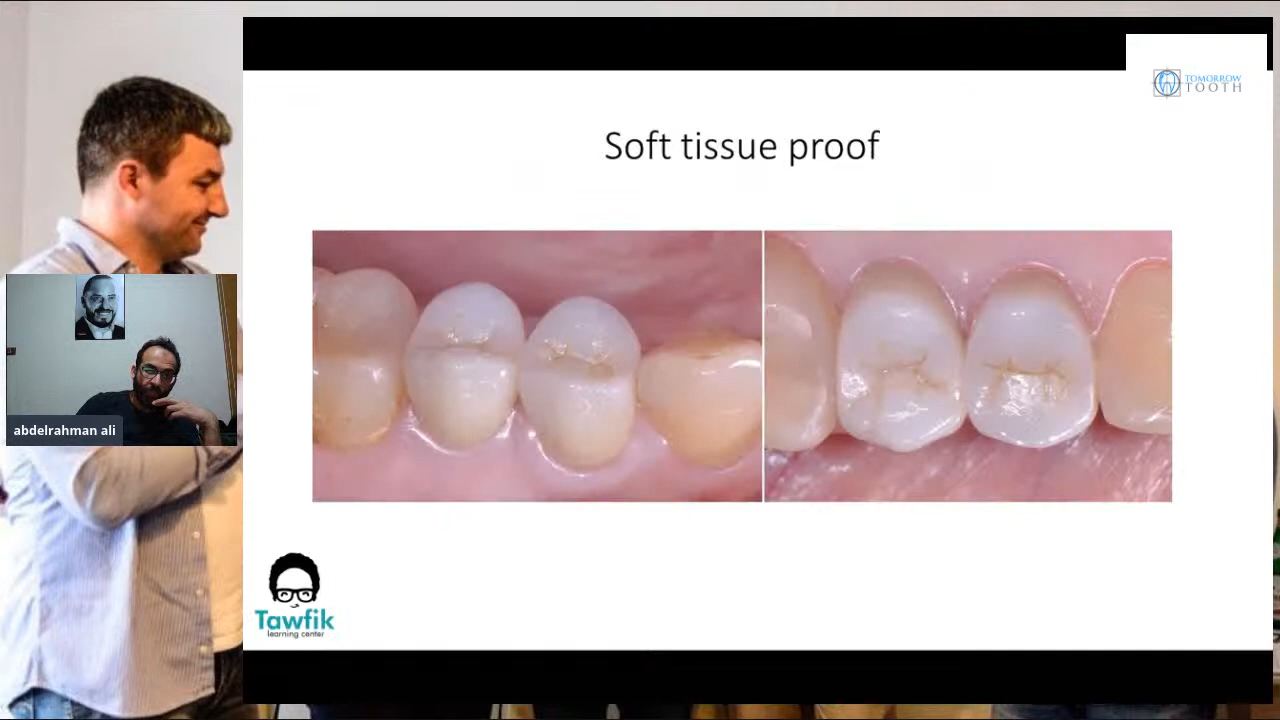 TOMORROW
TOOTH
Soft tissue proof
abdelrahman ali
Tawfik
learning center